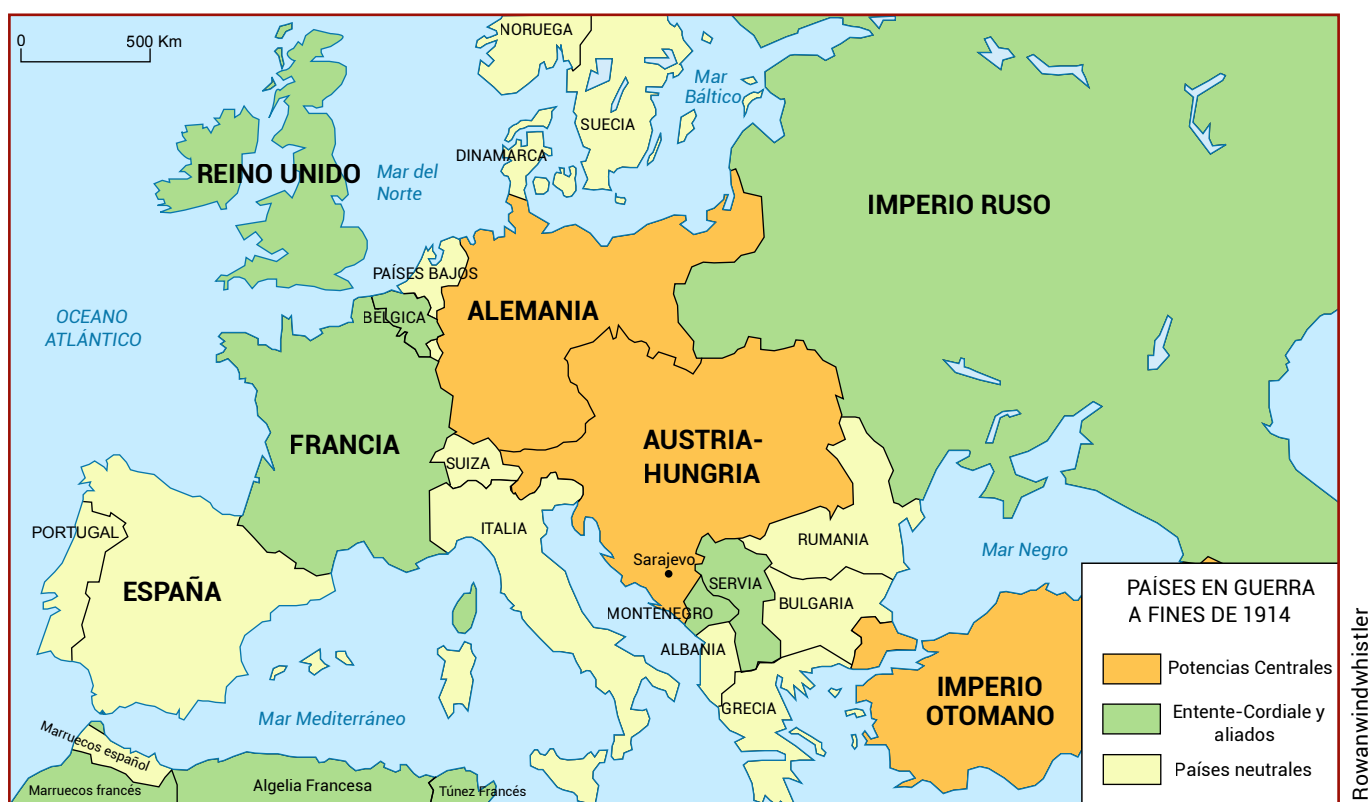 0 500 Km
NORUEGA
Mar
Báltico
SUECIA
DINAMARCA
REINO UNIDO
Mar del
Norte
IMPERIO RUSO
PAÍSES BAJOS
ALEMANIA
BELGICA
OCEANO
ATLÁNTICO
FRANCIA
AUSTRIA-
HUNGRIA
SUIZA
ITALIA
PORTUGAL
RUMANIA
Mar Negro
Sarajevo
SERVIA
ESPAÑA
BULGARIA
MONTENEGRO
ALBANIA
IMPERIO
OTOMANO
GRECIA
Mar Mediterráneo
Marruecos español
Marruecos francés
Algelia Francesa
Túnez Francés
PAÍSES EN GUERRA
A FINES DE 1914
Potencias Centrales
Entente-Cordiale y
aliados
Países neutrales
Rowanwindwhistler